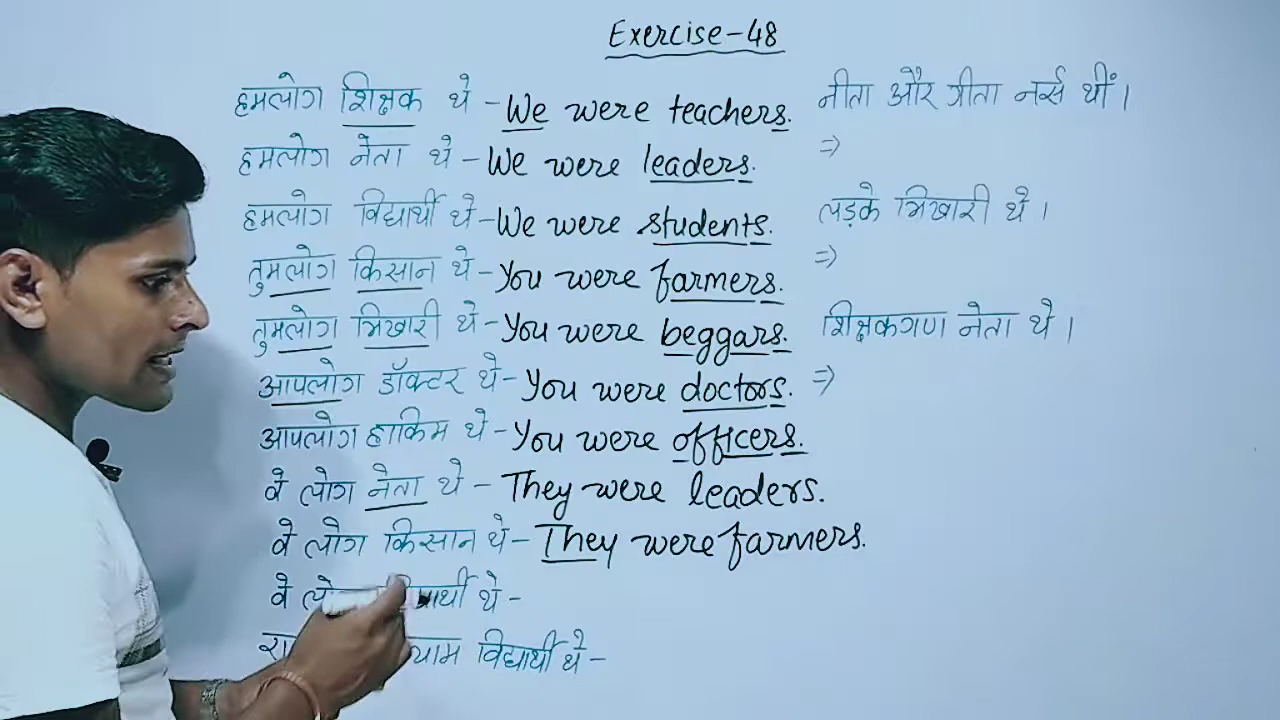 Exercise-48
हमलोग शिक्षक थे - We were teachers.
हमलोग नेता थे - We were leaders.
हमलोग विद्यार्थी थे - We were students.
तुमलोग किसान थे - You were farmers.
तुमलोग भिखारी थे - You were beggars.
आपलोग डॉक्टर थे - You were doctors.
आपलोग हाकिम थे - You were officers.
वे लोग नेता थे - They were leaders.
वे लोग किसान थे - They were farmers.
वे थे -
विद्यार्थी थे -
नीता और गीता नर्स थीं।
⇒
लड़के भिखारी थे।
⇒
शिक्षकगण नेता थे।
⇒